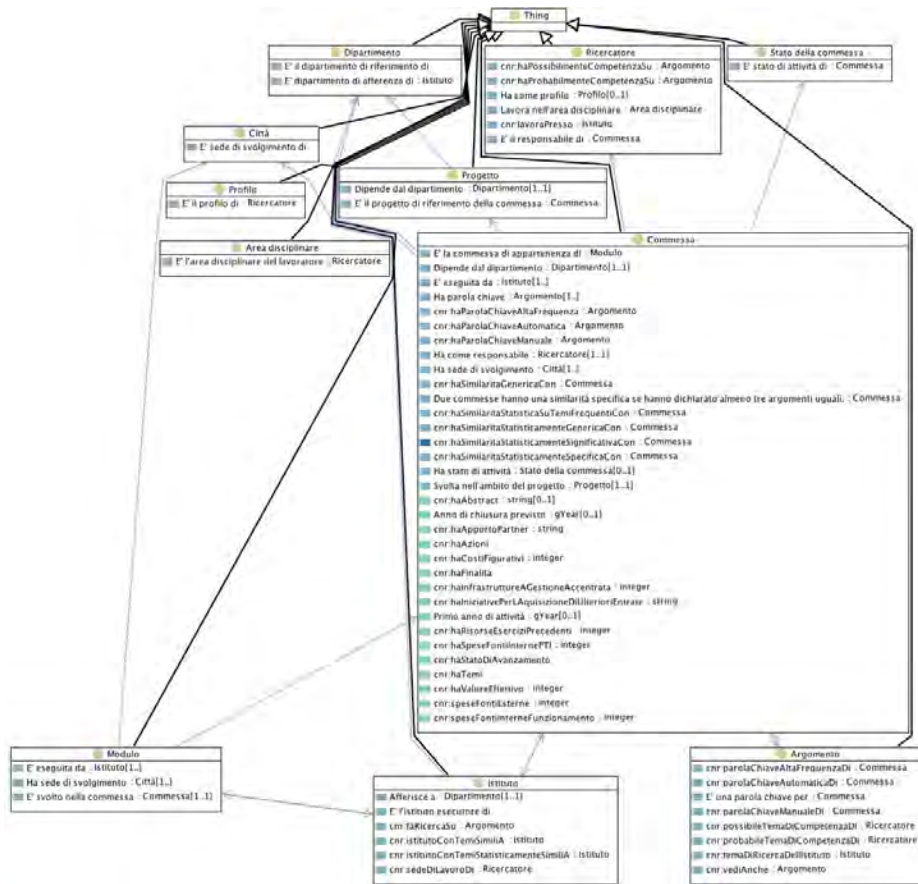 Thing
Dipartimento
E' il dipartimento di riferimento di
E' dipartimento di afferenza di : Istituto
Ricercatore
cnr:haPossibilmenteCompetenzaSu : Argomento
cnr:haProbabilmenteCompetenzaSu : Argomento
Ha come profilo : Profilo[0..1]
Lavora nell'area disciplinare : Area disciplinare
cnr:lavoraPresso : Istituto
E' il responsabile di : Commessa
Stato della commessa
E' stato di attività di : Commessa
Città
E' sede di svolgimento di
Profilo
E' il profilo di : Ricercatore
Progetto
Dipende dal dipartimento : Dipartimento[1..1]
E' il progetto di riferimento della commessa : Commessa
Area disciplinare
E' l'area disciplinare del lavoratore : Ricercatore
Commessa
E' la commessa di appartenenza di : Modulo
Dipende dal dipartimento : Dipartimento[1..1]
E' eseguita da : Istituto[1..]
Ha parola chiave : Argomento[1..]
cnr:haParolaChiaveAltaFrequenza : Argomento
cnr:haParolaChiaveAutomatica : Argomento
cnr:haParolaChiaveManuale : Argomento
Ha come responsabile : Ricercatore[1..1]
Ha sede di svolgimento : Città[1..]
cnr:haSimilaritaGenericaCon : Commessa
Due commesse hanno una similarità specifica se hanno dichiarato almeno tre argomenti uguali. : Commessa
cnr:haSimilaritaStatisticaSuTemiFrequentiCon : Commessa
cnr:haSimilaritaStatisticamenteGenericaCon : Commessa
cnr:haSimilaritaStatisticamenteSignificativaCon : Commessa
cnr:haSimilaritaStatisticamenteSpecificaCon : Commessa
Ha stato di attività : Stato della commessa[0..1]
Svolta nell'ambito del progetto : Progetto[1..1]
cnr:haAbstract : string[0..1]
Anno di chiusura previsto : gYear[0..1]
cnr:haApportoPartner : string
cnr:haAzioni
cnr:haCostiFigurativi : integer
cnr:haFinalita
cnr:haInfrastruttureAGestioneAccentrata : integer
cnr:haIniziativePerLAquisizioneDiUlterioriEntrate : string
Primo anno di attività : gYear[0..1]
cnr:haRisorseEserciziPrecedenti : integer
cnr:haSpeseFontiInternePTI : integer
cnr:haStatoDiAvanzamento
cnr:haTemi
cnr:haValoreEffettivo : integer
cnr:speseFontiEsterne : integer
cnr:speseFontiInterneFunzionamento : integer
Modulo
E' eseguita da : Istituto[1..]
Ha sede di svolgimento : Città[1..]
E' svolto nella commessa : Commessa[1..1]
Istituto
Afferisce a : Dipartimento[1..1]
E' l'istituto esecutore di
cnr:faRicercaSu : Argomento
cnr:istitutoConTemiSimiliA : Istituto
cnr:istitutoConTemiStatisticamenteSimiliA : Istituto
cnr:sedeDiLavoroDi : Ricercatore
Argomento
cnr:parolaChiaveAltaFrequenzaDi : Commessa
cnr:parolaChiaveAutomaticaDi : Commessa
E' una parola chiave per : Commessa
cnr:parolaChiaveManualeDi : Commessa
cnr:possibileTemaDiCompetenzaDi : Ricercatore
cnr:probabileTemaDiCompetenzaDi : Ricercatore
cnr:temaDiRicercaDellIstituto : Istituto
cnr:vediAnche : Argomento